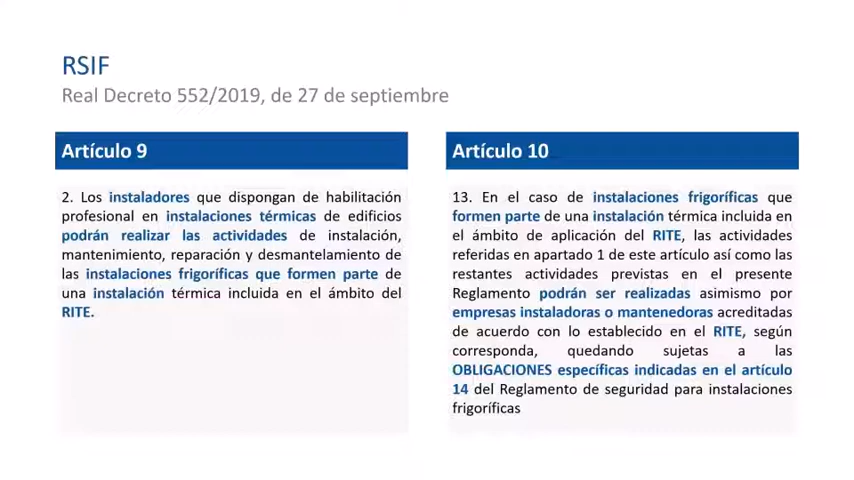 RSIF
Real Decreto 552/2019, de 27 de septiembre
Artículo 9
2. Los instaladores que dispongan de habilitación
profesional en instalaciones térmicas de edificios
podrán realizar las actividades de instalación,
mantenimiento, reparación y desmantelamiento de
las instalaciones frigoríficas que formen parte de
una instalación térmica incluida en el ámbito del
RITE.
Artículo 10
13. En el caso de instalaciones frigoríficas que
formen parte de una instalación térmica incluida en
el ámbito de aplicación del RITE, las actividades
referidas en apartado 1 de este artículo así como las
restantes actividades previstas en el presente
Reglamento podrán ser realizadas asimismo por
empresas instaladoras o mantenedoras acreditadas
de acuerdo con lo establecido en el RITE, según
corresponda, quedando sujetas a las
OBLIGACIONES específicas indicadas en el artículo
14 del Reglamento de seguridad para instalaciones
frigoríficas